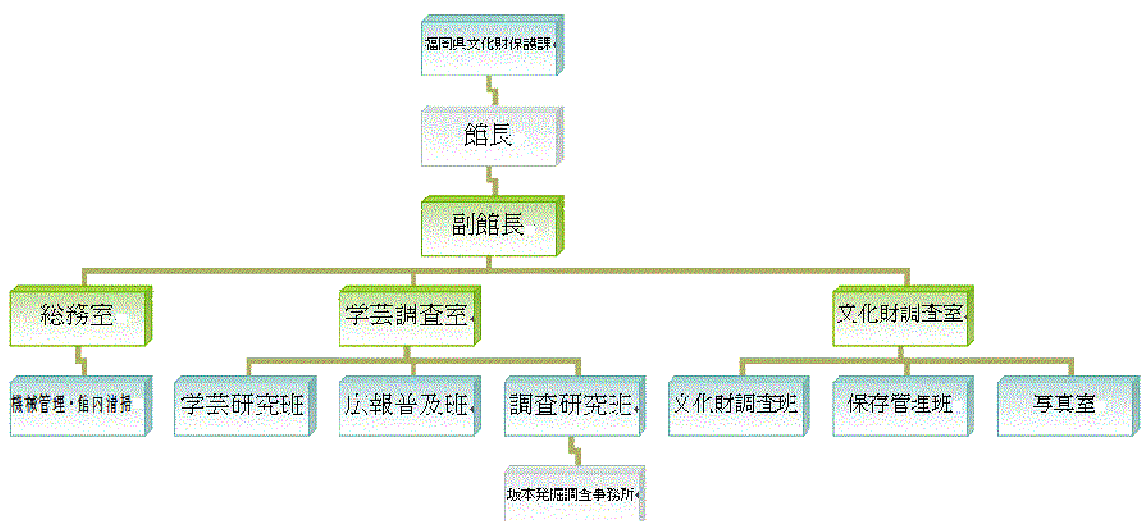 福岡県文化財保護課
館長
副館長
総務室
学芸調査室
文化財調査室
機械管理・館内清掃
学芸研究班
広報普及班
調査研究班
文化財調査班
保存管理班
写真室
坂本発掘調査事務所